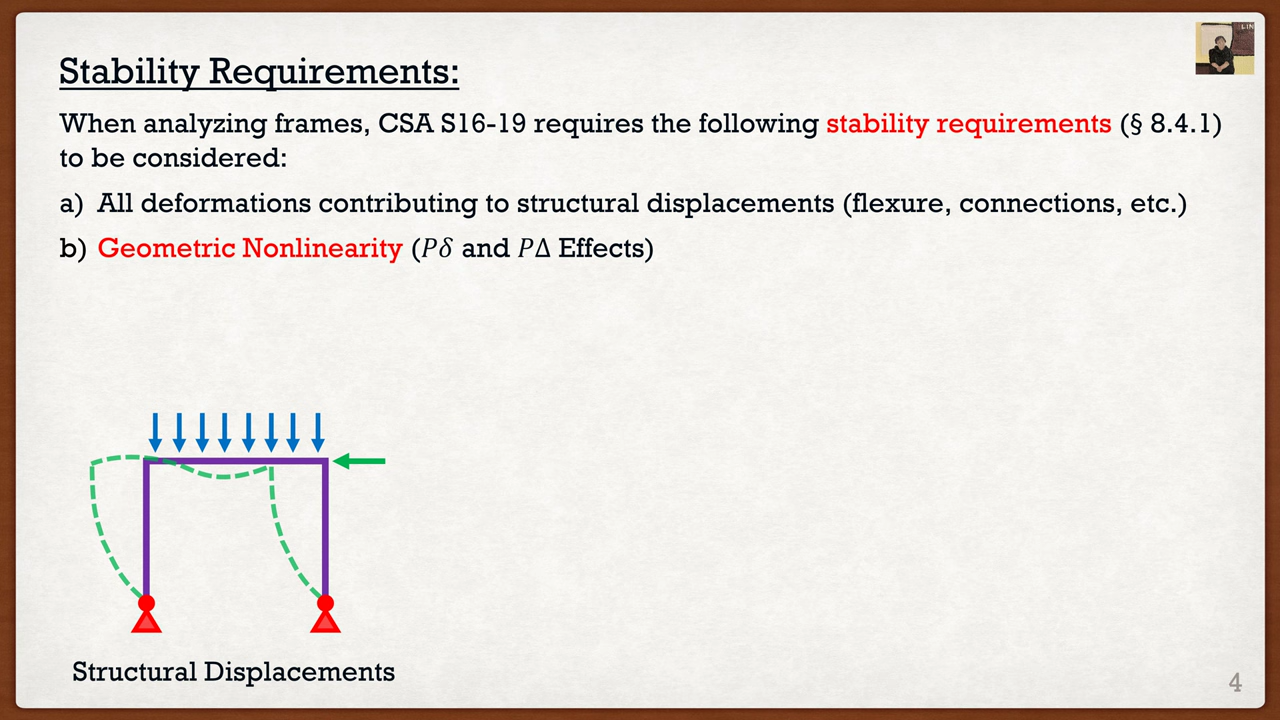 Stability Requirements:
When analyzing frames, CSA S16-19 requires the following stability requirements (§ 8.4.1)
to be considered:
a) All deformations contributing to structural displacements (flexure, connections, etc.)
b) Geometric Nonlinearity (𝑃𝛿 and 𝑃Δ Effects)
Structural Displacements
4